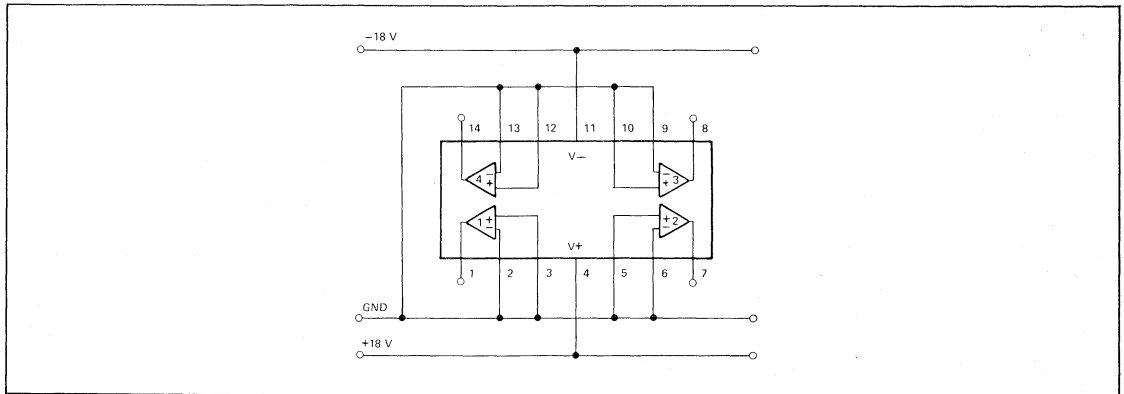 −18 V
14 13 12 11 10 9 8
V−
4 − +
− + 3
1 + −
+ − 2
V+
1 2 3 4 5 6 7
GND
+18 V